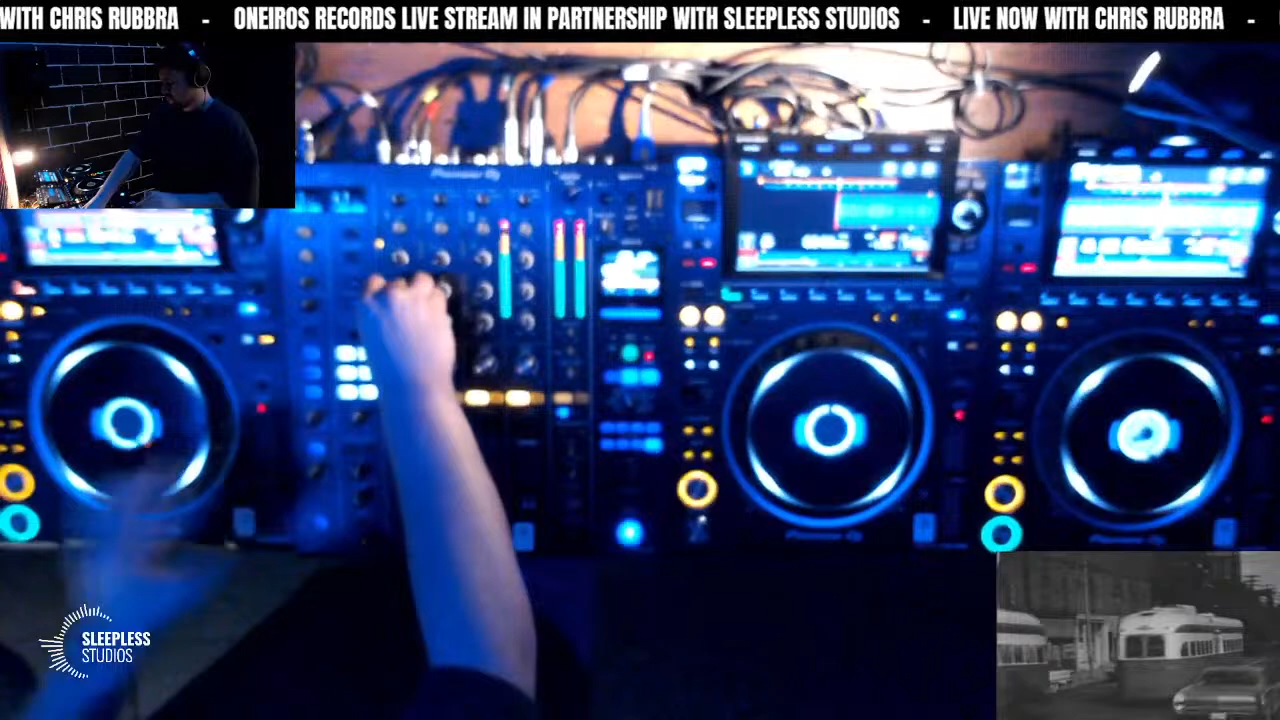 WITH CHRIS RUBBRA - ONEIROS RECORDS LIVE STREAM IN PARTNERSHIP WITH SLEEPLESS STUDIOS - LIVE NOW WITH CHRIS RUBBRA -
Pioneer Dj
SLEEPLESS
STUDIOS